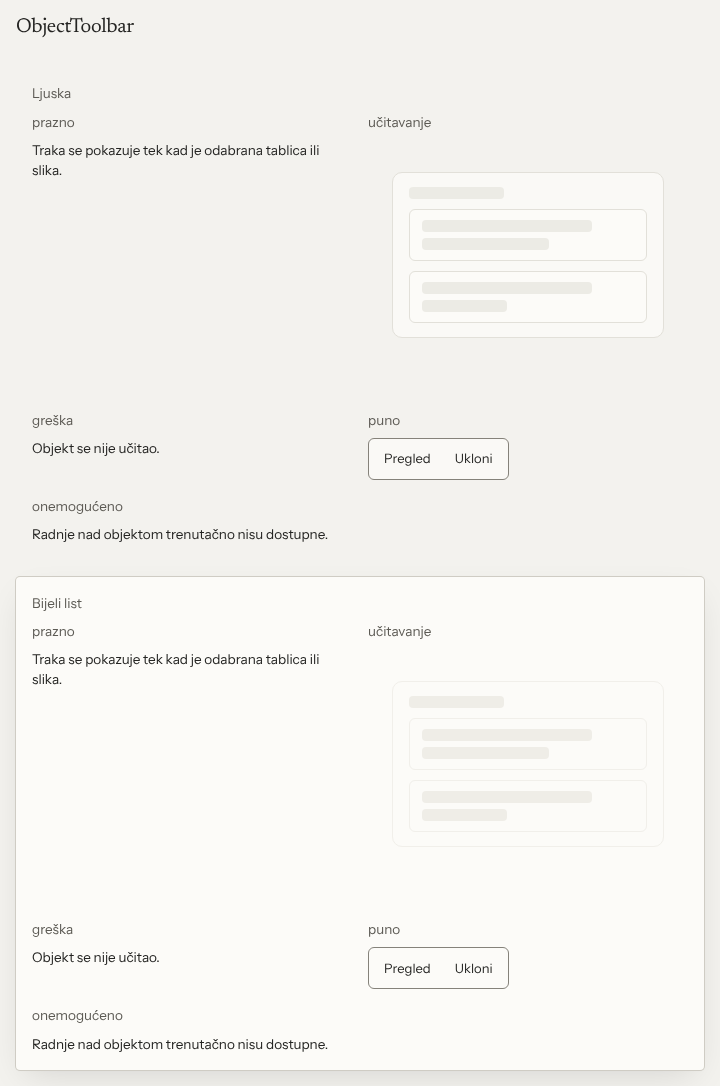 ObjectToolbar
Ljuska
prazno
Traka se pokazuje tek kad je odabrana tablica ili
slika.
učitavanje
greška
Objekt se nije učitao.
puno
Pregled Ukloni
onemogućeno
Radnje nad objektom trenutačno nisu dostupne.
Bijeli list
prazno
Traka se pokazuje tek kad je odabrana tablica ili
slika.
učitavanje
greška
Objekt se nije učitao.
puno
Pregled Ukloni
onemogućeno
Radnje nad objektom trenutačno nisu dostupne.